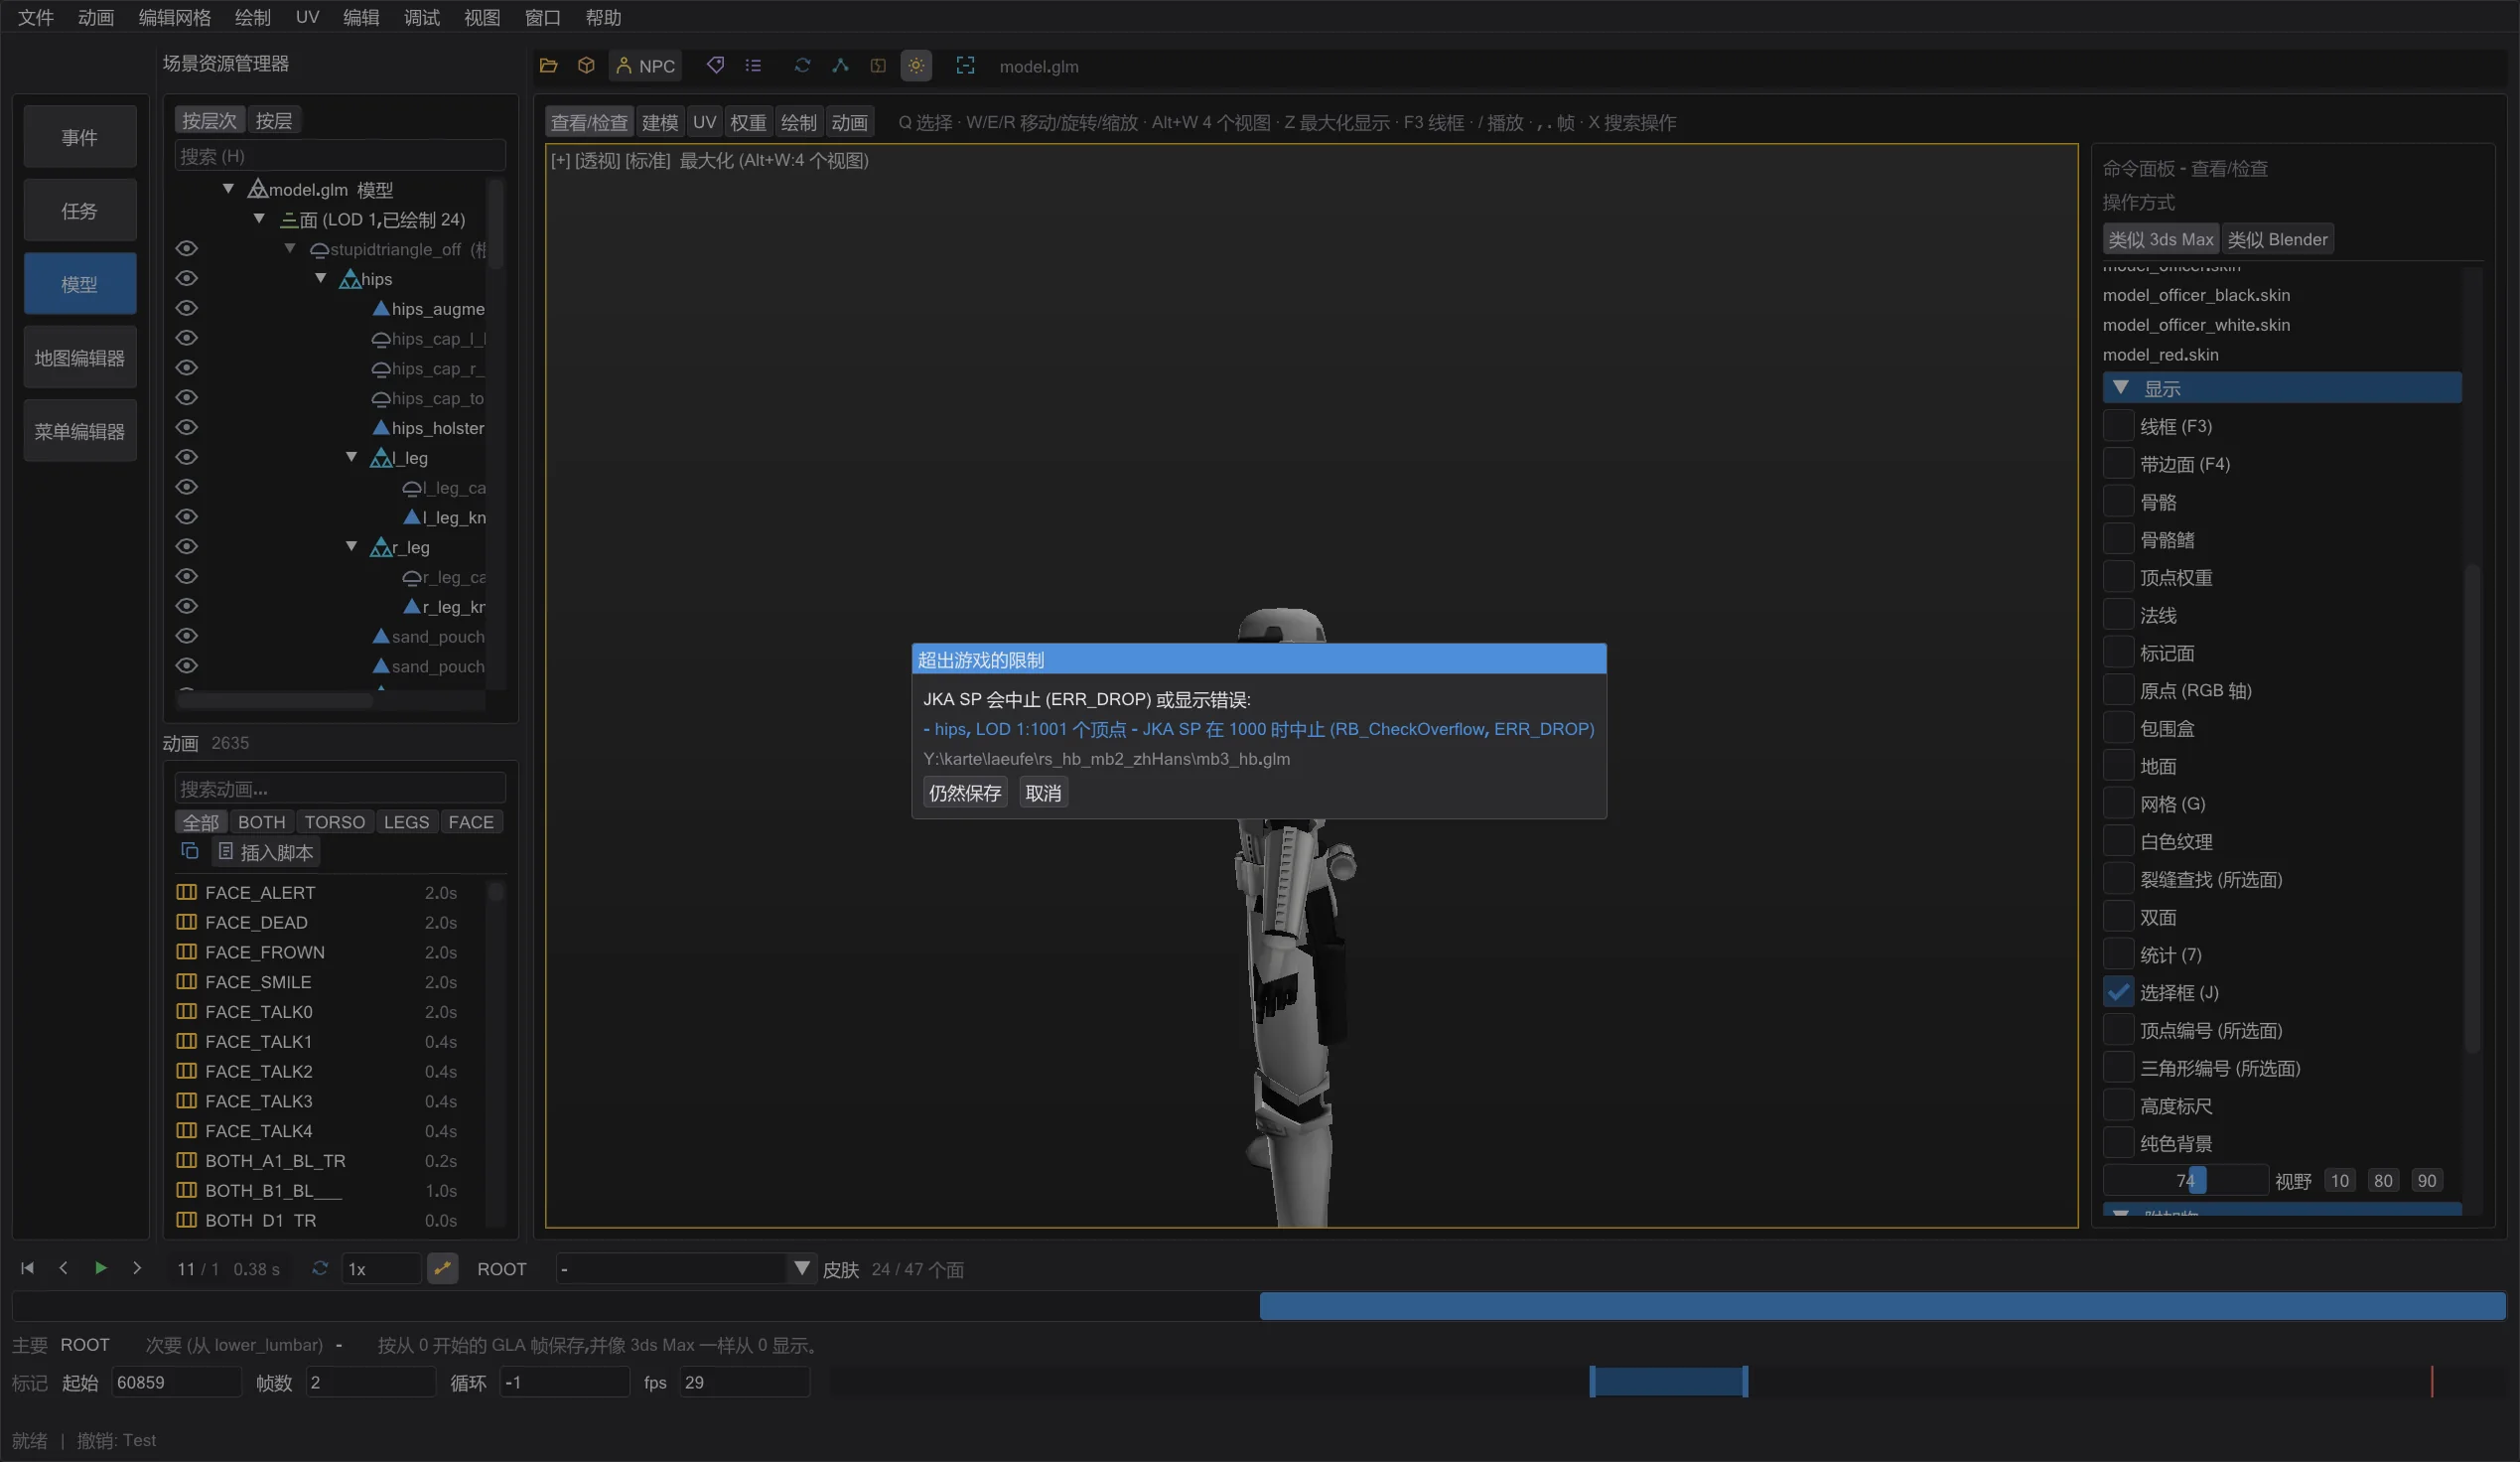 文件 动画 编辑网格 绘制 UV 编辑 调试 视图 窗口 帮助
场景资源管理器
NPC model.glm
事件
任务
模型
地图编辑器
菜单编辑器
按层次 按层
搜索 (H)
model.glm 模型
面 (LOD 1,已绘制 24)
stupidtriangle_off
hips
hips_augme
hips_cap_l_
hips_cap_r_
hips_cap_to
hips_holster
l_leg
l_leg_ca
l_leg_kn
r_leg
r_leg_ca
r_leg_kr
sand_pouch
sand_pouch
动画 2635
搜索动画...
全部 BOTH TORSO LEGS FACE
插入脚本
FACE_ALERT 2.0s
FACE_DEAD 2.0s
FACE_FROWN 2.0s
FACE_SMILE 2.0s
FACE_TALK0 2.0s
FACE_TALK1 0.4s
FACE_TALK2 0.4s
FACE_TALK3 0.4s
FACE_TALK4 0.4s
BOTH_A1_BL_TR 0.2s
BOTH_B1_BL___ 1.0s
BOTH_D1_TR 0.0s
查看/检查 建模 UV 权重 绘制 动画 Q 选择 · W/E/R 移动/旋转/缩放 · Alt+W 4 个视图 · Z 最大化显示 · F3 线框 · / 播放 · , . 帧 · X 搜索操作
[+] [透视] [标准] 最大化 (Alt+W:4 个视图)
超出游戏的限制
JKA SP 会中止 (ERR_DROP) 或显示错误:
- hips, LOD 1:1001 个顶点 - JKA SP 在 1000 时中止 (RB_CheckOverflow, ERR_DROP)
Y:\karte\laeufe\rs_hb_mb2_zhHans\mb3_hb.glm
仍然保存 取消
命令面板 - 查看/检查
操作方式
类似 3ds Max 类似 Blender
model_officer.skin
model_officer_black.skin
model_officer_white.skin
model_red.skin
显示
线框 (F3)
带边面 (F4)
骨骼
骨骼鳍
顶点权重
法线
标记面
原点 (RGB 轴)
包围盒
地面
网格 (G)
白色纹理
裂缝查找 (所选面)
双面
统计 (7)
选择框 (J)
顶点编号 (所选面)
三角形编号 (所选面)
高度标尺
纯色背景
74 视野 10 80 90
11 / 1 0.38 s 1x ROOT - 皮肤 24 / 47 个面
主要 ROOT 次要 (从 lower_lumbar) - 按从 0 开始的 GLA 帧保存,并像 3ds Max 一样从 0 显示。
标记 起始 60859 帧数 2 循环 -1 fps 29
就绪 | 撤销: Test